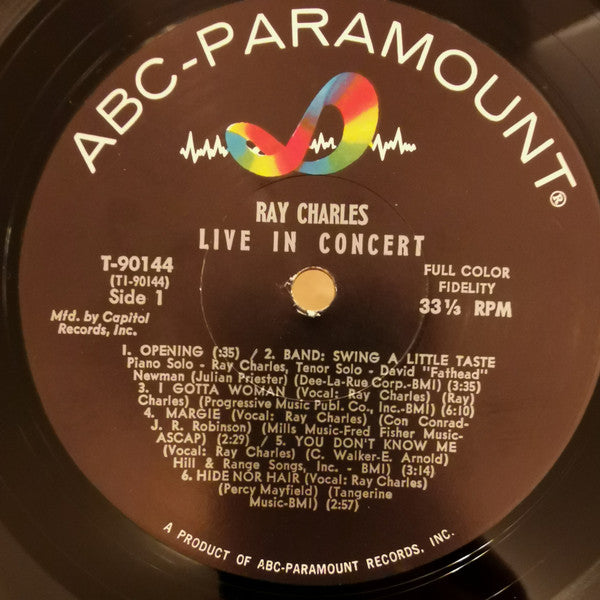 ABC-PARAMOUNT®
RAY CHARLES
LIVE IN CONCERT
T-90144
(T1-90144)
Side 1
Mfd. by Capitol
Records, Inc.
FULL COLOR
FIDELITY
33⅓ RPM
1. OPENING (:35) / 2. BAND: SWING A LITTLE TASTE
Piano Solo - Ray Charles, Tenor Solo - David "Fathead"
Newman (Julian Priester) (Dee-La-Rue Corp.-BMI) (3:35)
3. I GOTTA WOMAN (Vocal: Ray Charles) (Ray
Charles) (Progressive Music Publ. Co., Inc.-BMI) (6:10)
4. MARGIE (Vocal: Ray Charles) (Con Conrad-
J. R. Robinson) (Mills Music-Fred Fisher Music-
ASCAP) (2:29) / 5. YOU DON'T KNOW ME
(Vocal: Ray Charles) (C. Walker-E. Arnold)
Hill & Range Songs, Inc. - BMI) (3:14)
6. HIDE NOR HAIR (Vocal: Ray Charles)
(Percy Mayfield) (Tangerine
Music-BMI) (2:57)
A PRODUCT OF ABC-PARAMOUNT RECORDS, INC.